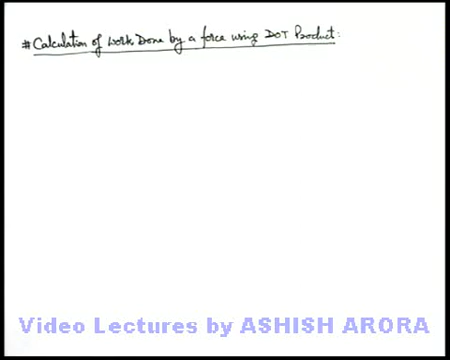 # Calculation of Work Done by a force using DOT Product:
Video Lectures by ASHISH ARORA